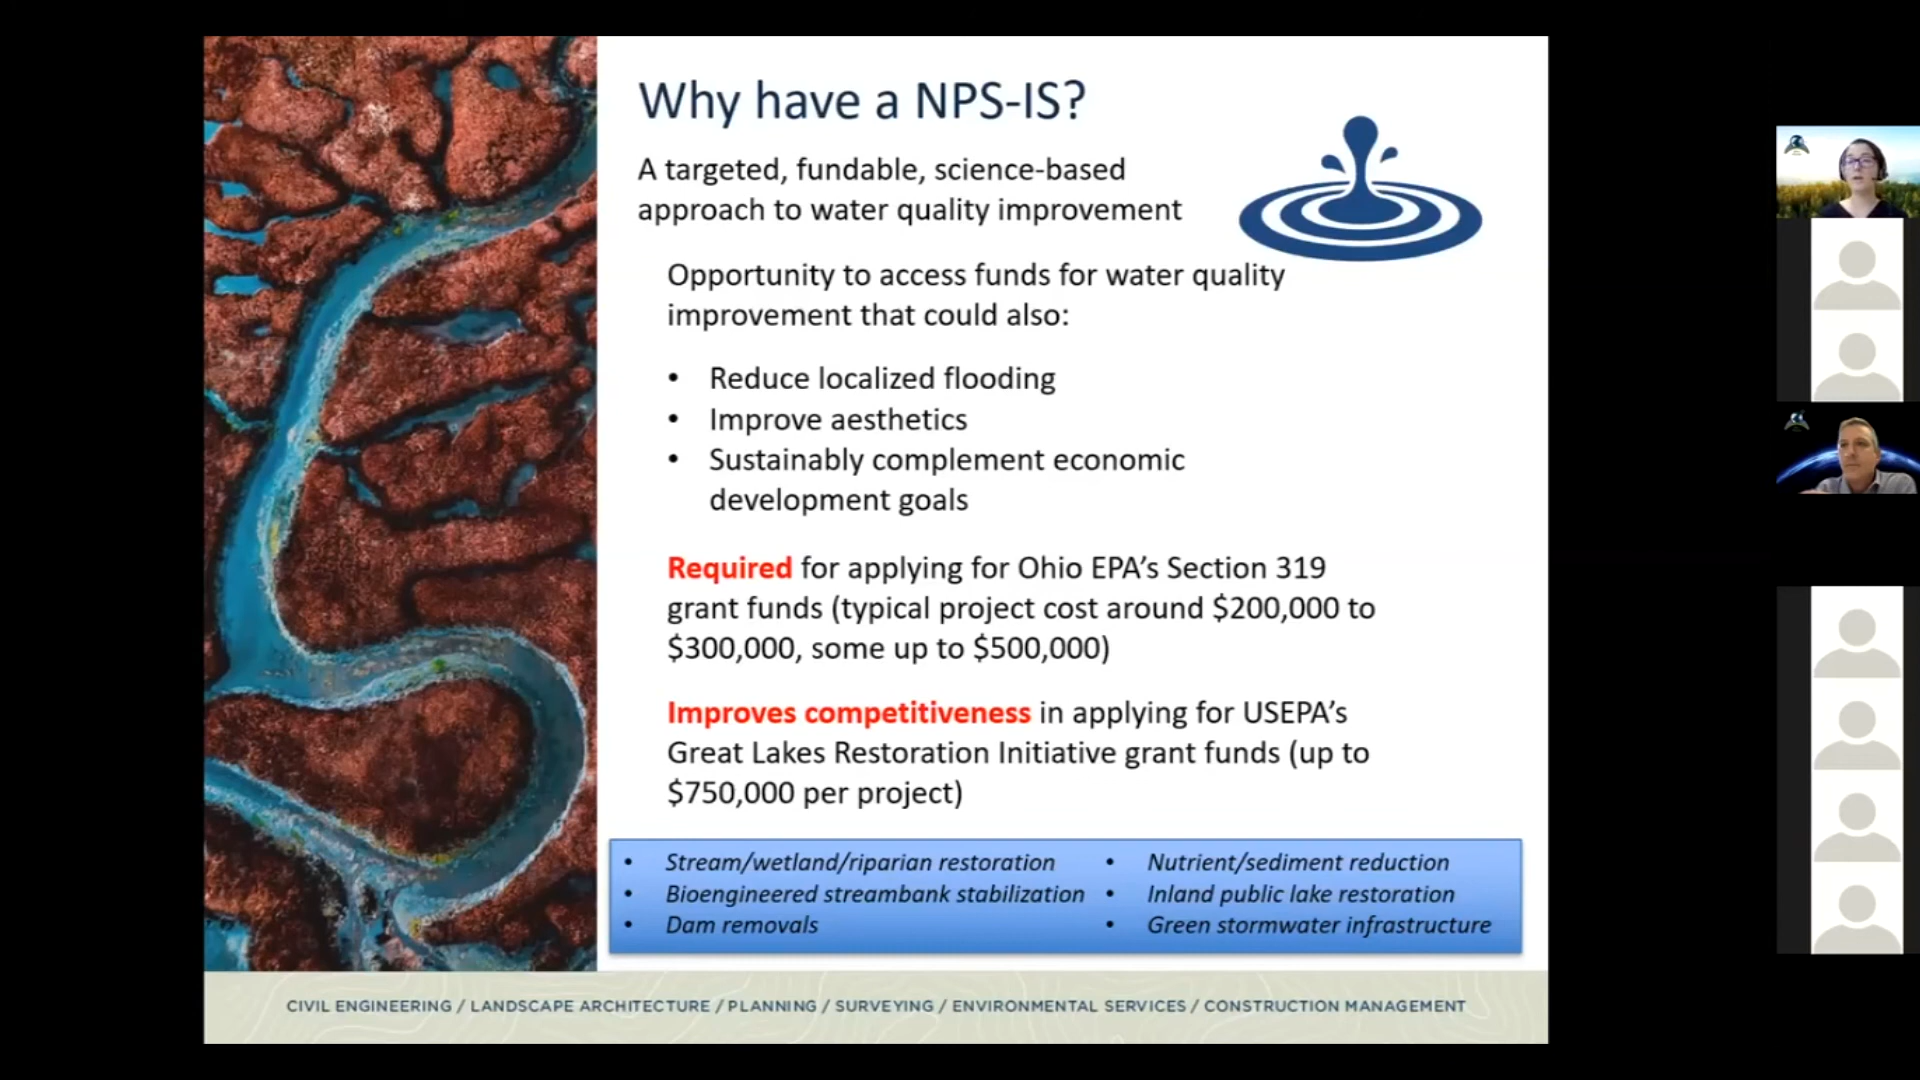 Why have a NPS-IS?
A targeted, fundable, science-based
approach to water quality improvement
Opportunity to access funds for water quality
improvement that could also:
• Reduce localized flooding
• Improve aesthetics
• Sustainably complement economic
development goals
Required for applying for Ohio EPA's Section 319
grant funds (typical project cost around $200,000 to
$300,000, some up to $500,000)
Improves competitiveness in applying for USEPA's
Great Lakes Restoration Initiative grant funds (up to
$750,000 per project)
• Stream/wetland/riparian restoration
• Bioengineered streambank stabilization
• Dam removals
• Nutrient/sediment reduction
• Inland public lake restoration
• Green stormwater infrastructure
CIVIL ENGINEERING / LANDSCAPE ARCHITECTURE / PLANNING / SURVEYING / ENVIRONMENTAL SERVICES / CONSTRUCTION MANAGEMENT